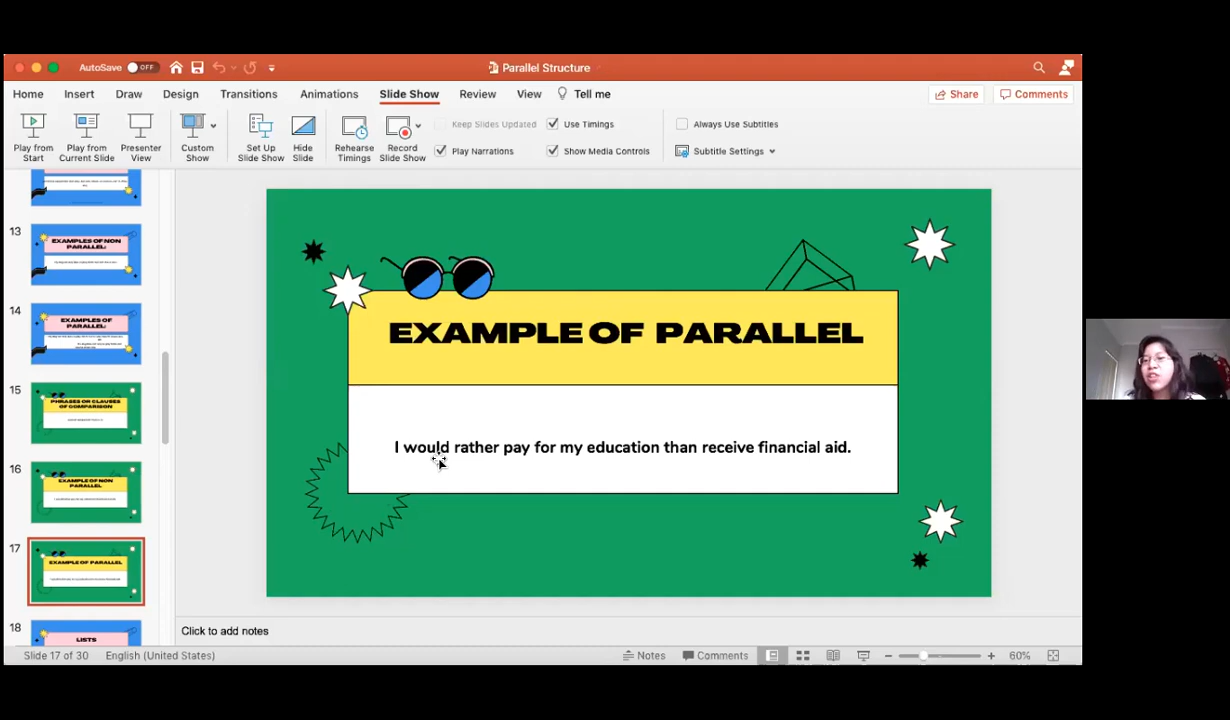 AutoSave OFF
Parallel Structure
Home Insert Draw Design Transitions Animations Slide Show Review View Tell me Share Comments
Play from Start
Play from Current Slide
Presenter View
Custom Show
Set Up Slide Show
Hide Slide
Rehearse Timings
Record Slide Show
Keep Slides Updated
Use Timings
Play Narrations
Show Media Controls
Always Use Subtitles
Subtitle Settings
13
EXAMPLES OF NON
PARALLEL:
14
EXAMPLES OF
PARALLEL:
15
PHRASES OR CLAUSES
OF COMPARISON
16
EXAMPLE OF NON
PARALLEL
17
EXAMPLE OF PARALLEL
18
LISTS
EXAMPLE OF PARALLEL
I would rather pay for my education than receive financial aid.
Click to add notes
Slide 17 of 30 English (United States) Notes Comments 60%